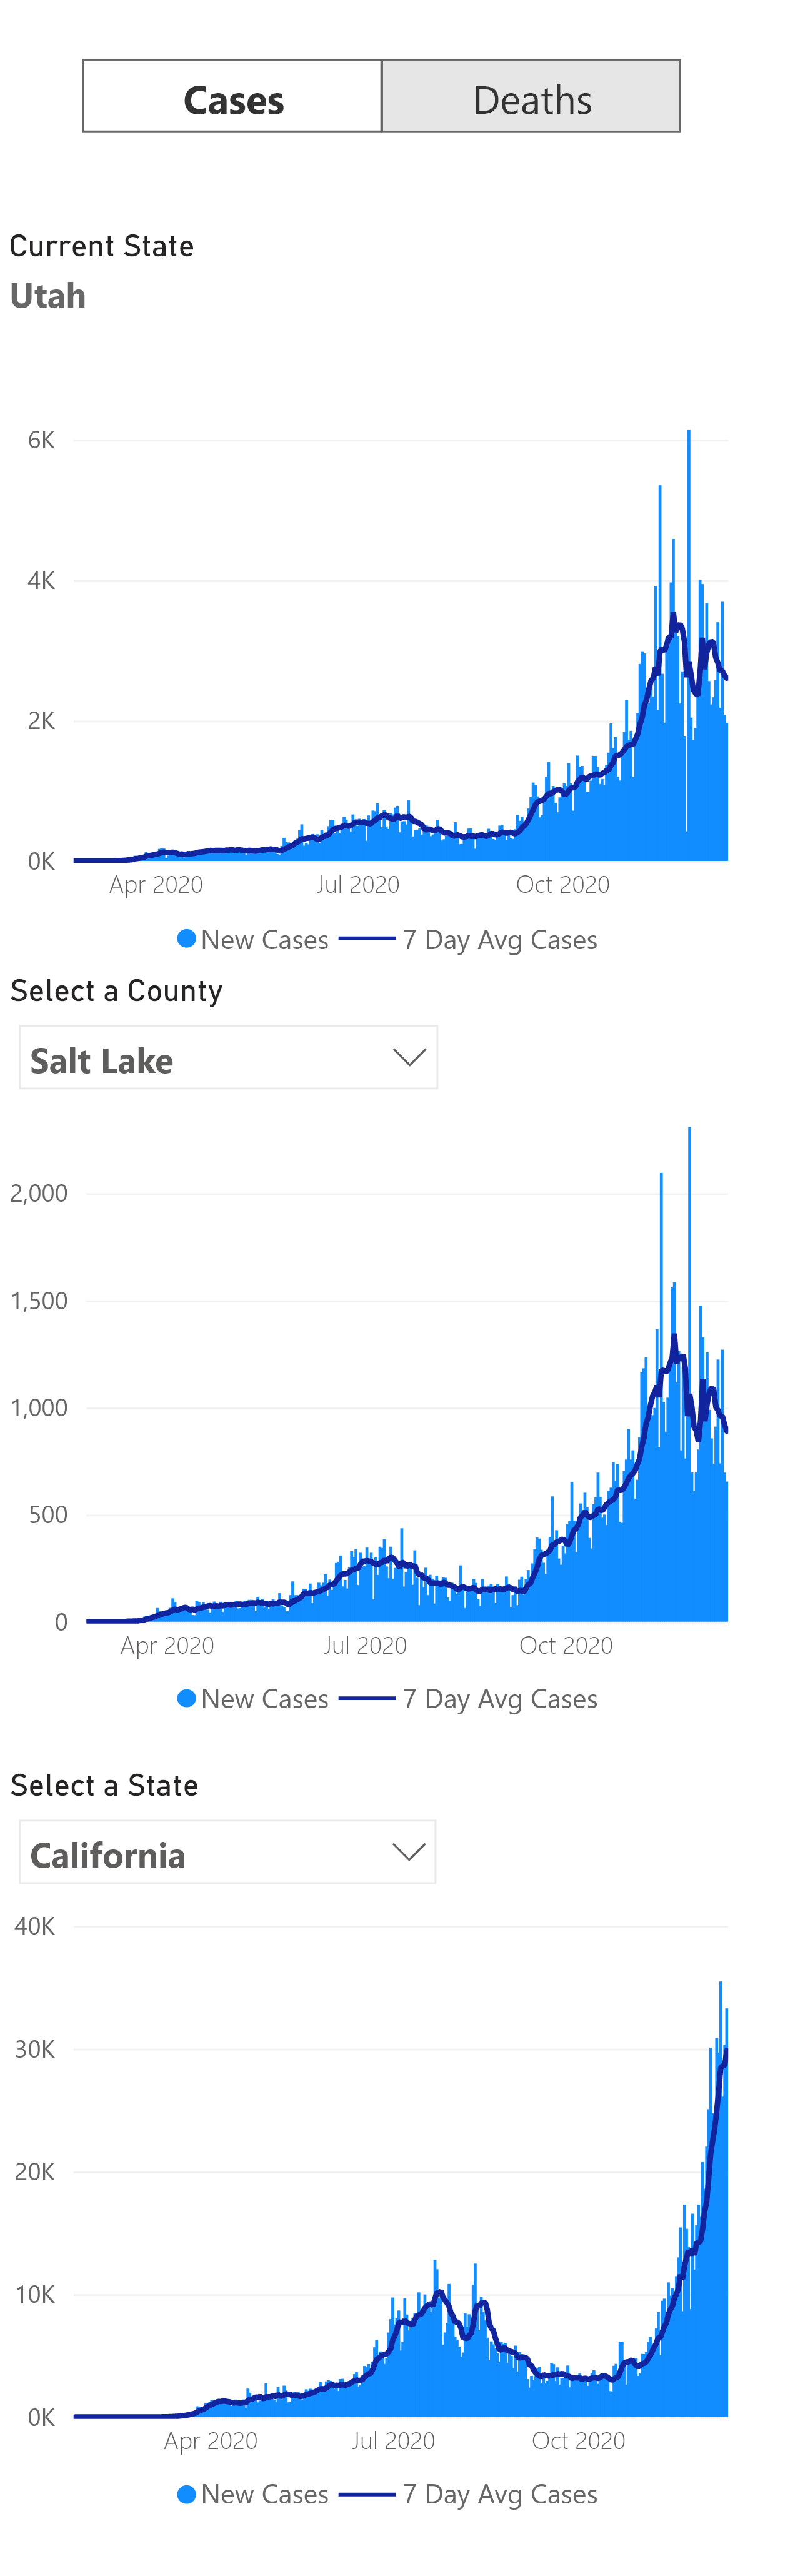 Cases Deaths
Current State
Utah
6K
4K
2K
0K
Apr 2020 Jul 2020 Oct 2020
New Cases 7 Day Avg Cases
Select a County
Salt Lake
2,000
1,500
1,000
500
0
Apr 2020 Jul 2020 Oct 2020
New Cases 7 Day Avg Cases
Select a State
California
40K
30K
20K
10K
0K
Apr 2020 Jul 2020 Oct 2020
New Cases 7 Day Avg Cases